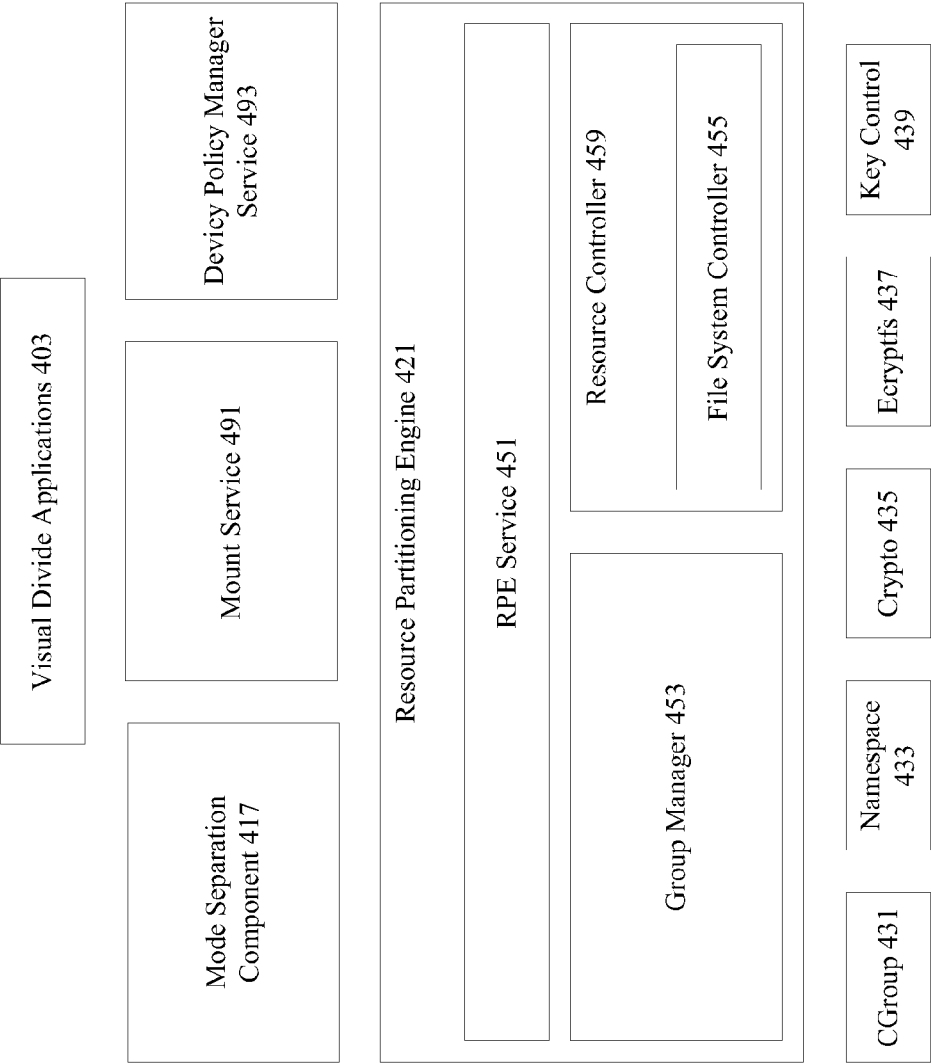 Visual Divide Applications 403
Mode Separation
Component 417
Mount Service 491
Devicy Policy Manager
Service 493
Resource Partitioning Engine 421
RPE Service 451
Group Manager 453
Resource Controller 459
File System Controller 455
CGroup 431
Namespace
433
Crypto 435
Ecryptfs 437
Key Control
439